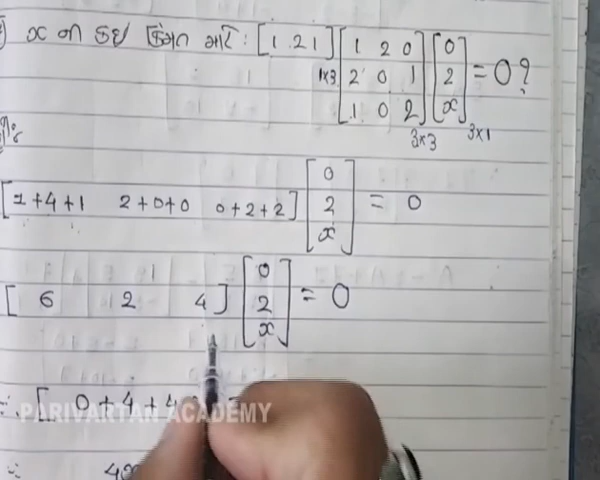 x ની કઇ કિંમત માટે : [1 2 1] [1 2 0 2 0 1 1 0 2] [0 2 x] = 0 ?
1×3 3×3 3×1
[1+4+1 2+0+0 0+2+2] [0 2 x] = 0
[6 2 4] [0 2 x] = 0
∴ [0+4+4
PARIVARTAN ACADEMY
∴ 4x